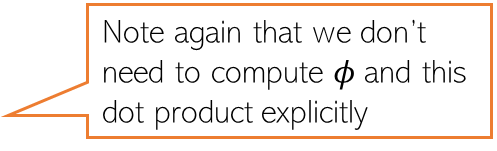 Note again that we don't
need to compute ϕ and this
dot product explicitly